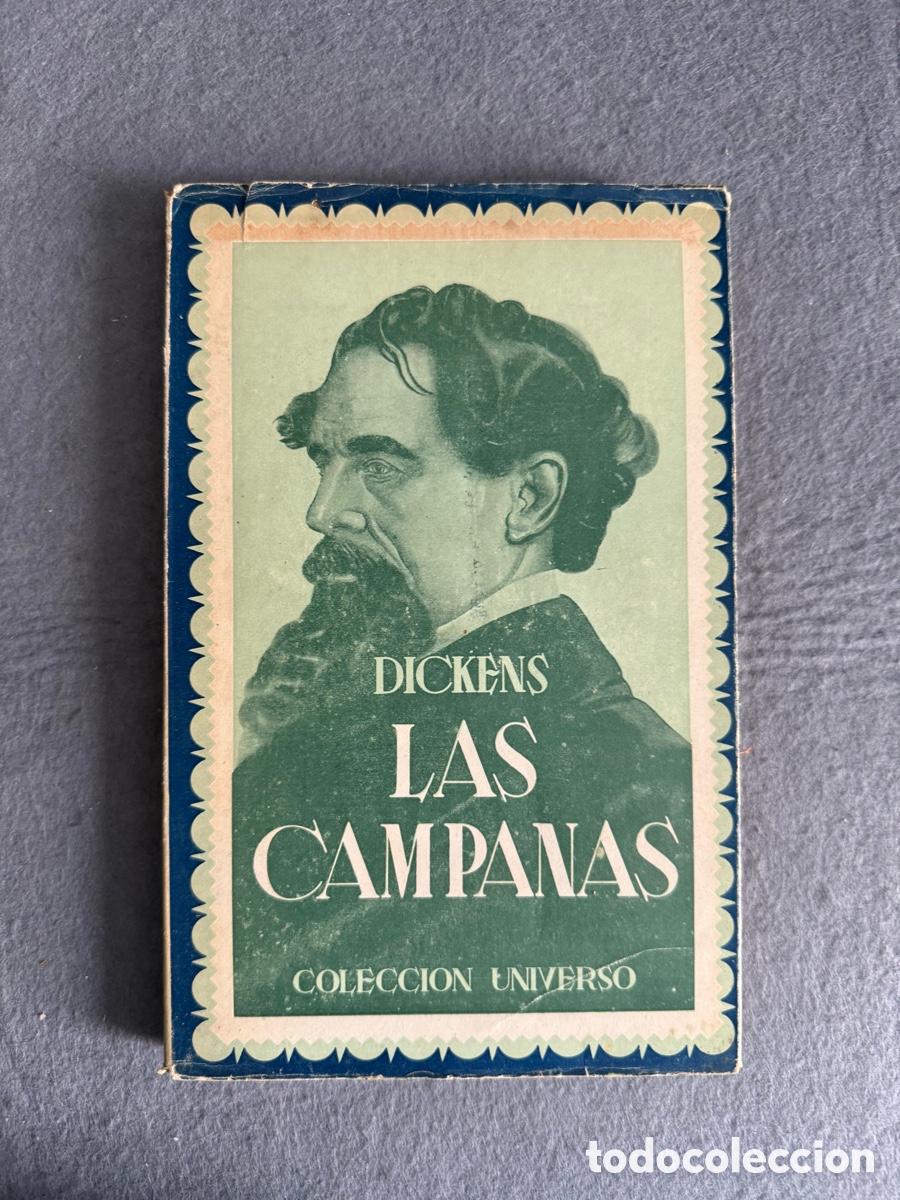 DICKENS
LAS
CAMPANAS
COLECCION UNIVERSO
todocoleccion